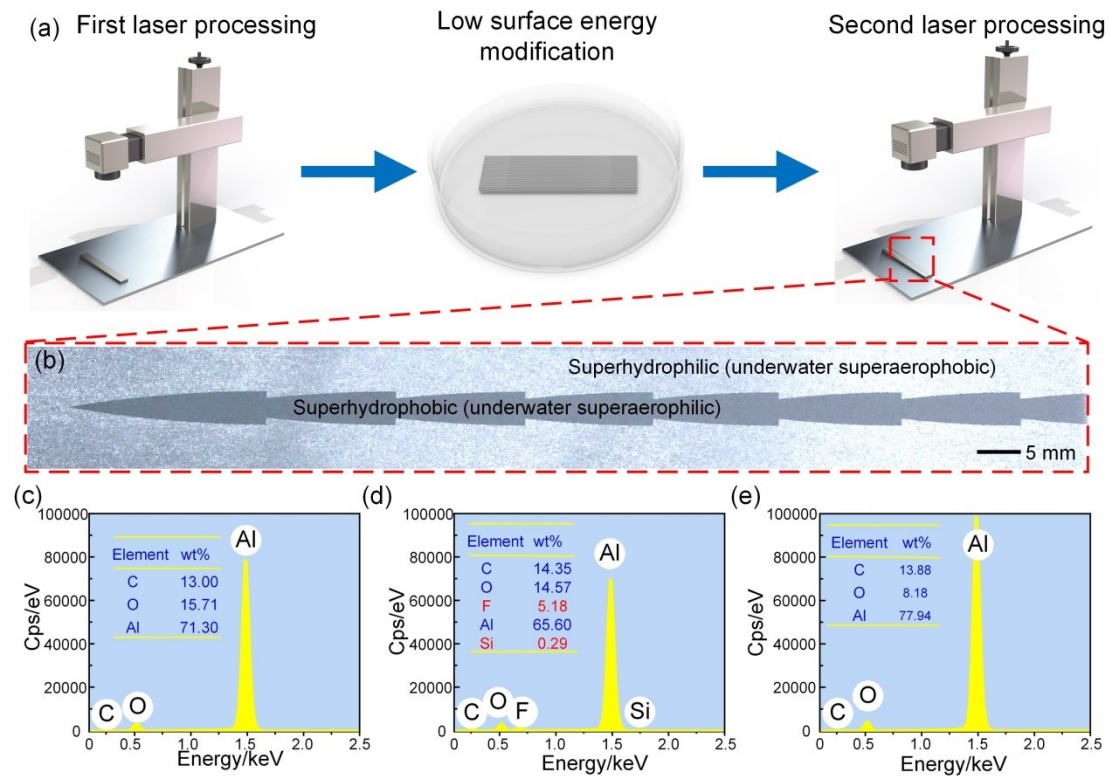 (a)
First laser processing
Low surface energy
modification
Second laser processing
(b)
Superhydrophilic (underwater superaerophobic)
Superhydrophobic (underwater superaerophilic)
5 mm
(c)
100000
80000
60000
40000
20000
0
Cps/eV
Element wt%
C 13.00
O 15.71
Al 71.30
Al
C
O
0 0.5 1.0 1.5 2.0 2.5
Energy/keV
(d)
100000
80000
60000
40000
20000
0
Cps/eV
Element wt%
C 14.35
O 14.57
F 5.18
Al 65.60
Si 0.29
Al
C
O
F
Si
0 0.5 1.0 1.5 2.0 2.5
Energy/keV
(e)
100000
80000
60000
40000
20000
0
Cps/eV
Element wt%
C 13.88
O 8.18
Al 77.94
Al
C
O
0 0.5 1.0 1.5 2.0 2.5
Energy/keV